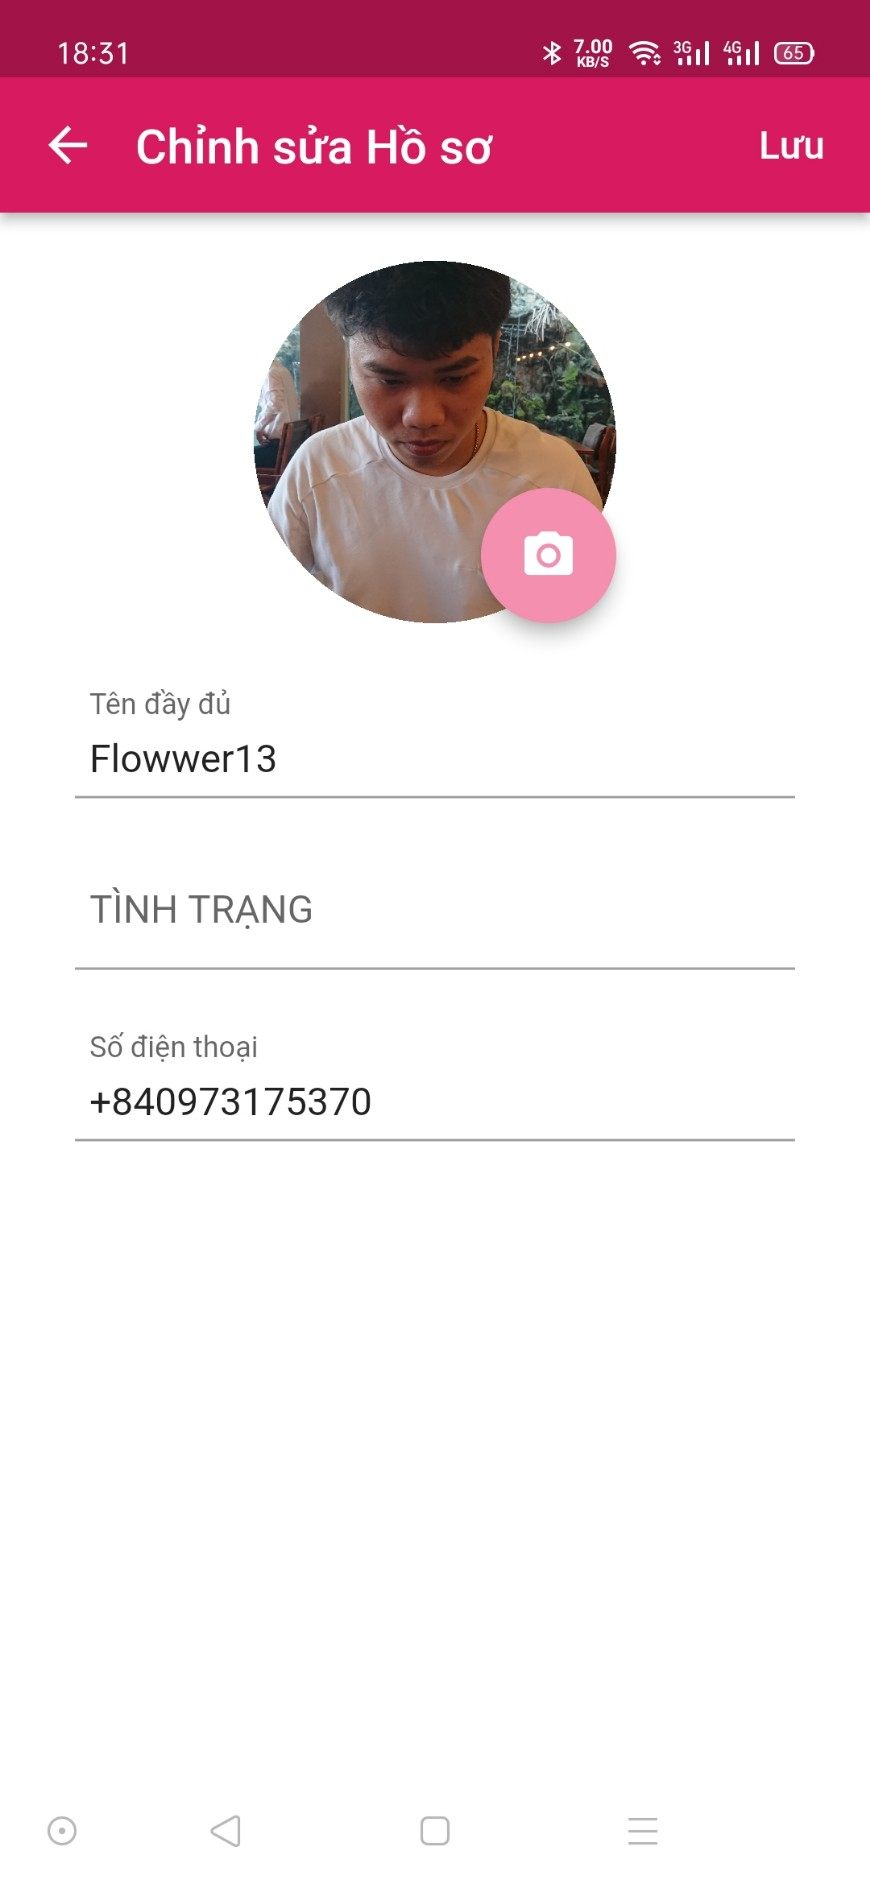 18:31
7.00
KB/S
3G
4G
65
Chỉnh sửa Hồ sơ
Lưu
Tên đầy đủ
Flowwer13
TÌNH TRẠNG
Số điện thoại
+840973175370